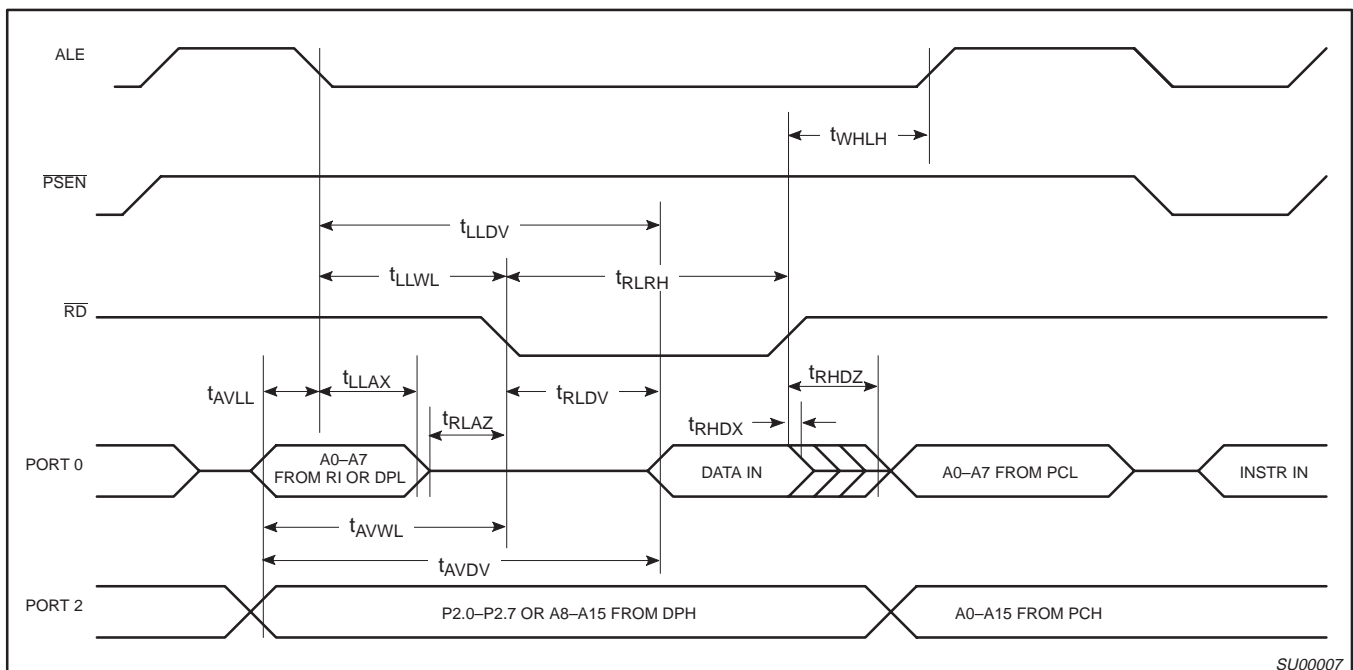 ALE
tWHLH
PSEN
tLLDV
tLLWL
tRLRH
RD
tAVLL
tLLAX
tRLAZ
tRLDV
tRHDZ
tRHDX
PORT 0
A0–A7
FROM RI OR DPL
DATA IN
A0–A7 FROM PCL
INSTR IN
tAVWL
tAVDV
PORT 2
P2.0–P2.7 OR A8–A15 FROM DPH
A0–A15 FROM PCH
SU00007